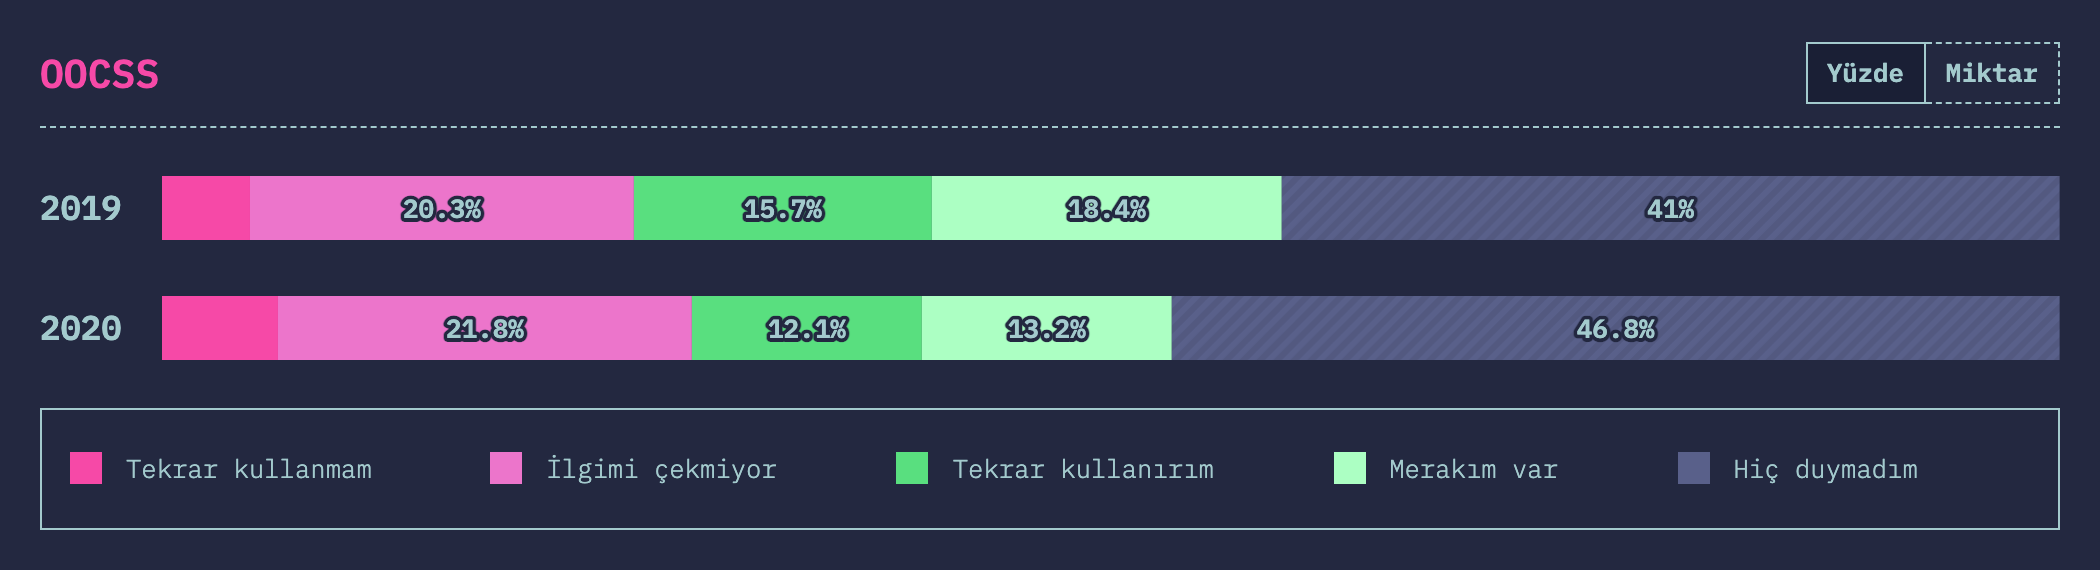 OOCSS
Yüzde Miktar
2019 20.3% 15.7% 18.4% 41%
2020 21.8% 12.1% 13.2% 46.8%
Tekrar kullanmam İlgimi çekmiyor Tekrar kullanırım Merakım var Hiç duymadım